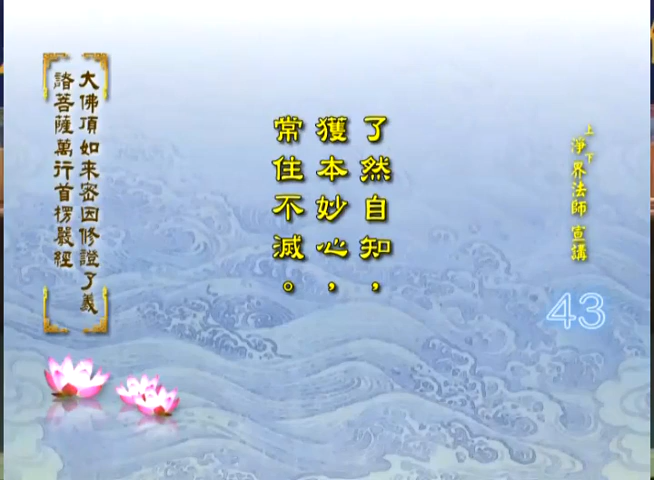 大佛頂如來密因修證了義
諸菩薩萬行首楞嚴經
了然自知，
獲本妙心，
常住不滅。
上淨下界法師 宣講
43